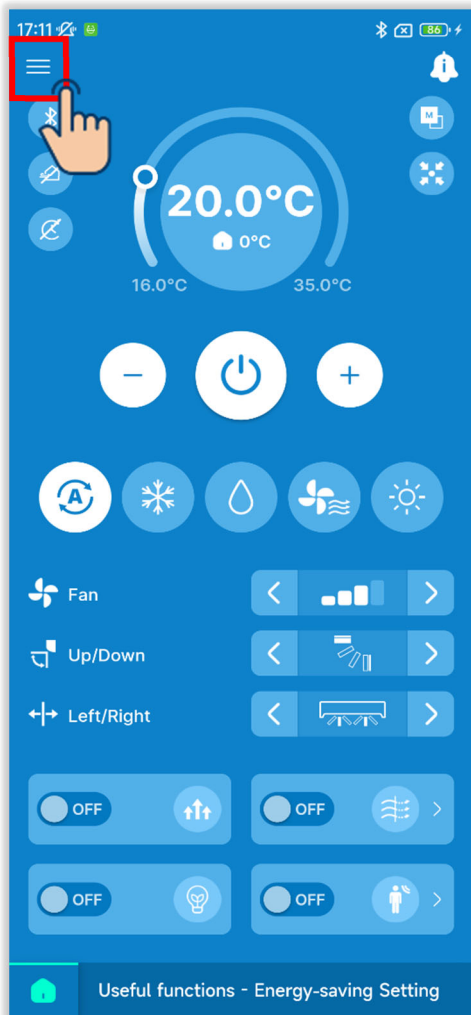 17:11
86
M
20.0°C
0°C
16.0°C
35.0°C
A
Fan
Up/Down
Left/Right
OFF
OFF
OFF
OFF
Useful functions - Energy-saving Setting